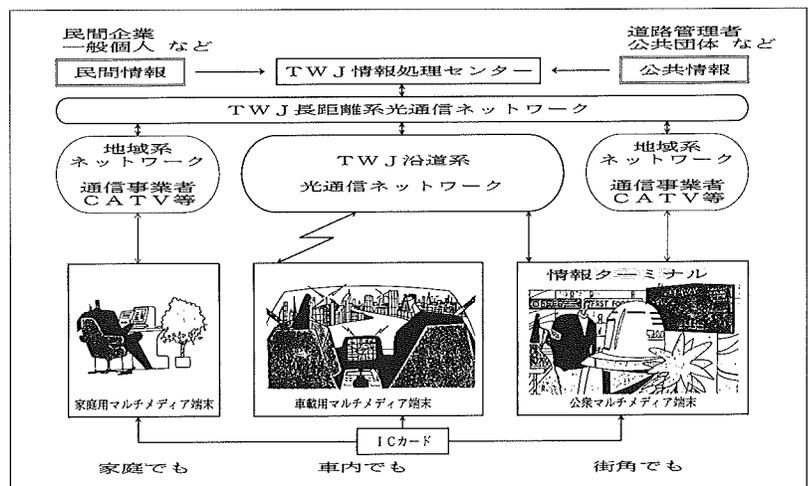 民間企業
一般個人 など
道路管理者
公共団体 など
民間情報
TWJ情報処理センター
公共情報
TWJ長距離系光通信ネットワーク
地域系
ネットワーク
通信事業者
CATV等
TWJ沿道系
光通信ネットワーク
地域系
ネットワーク
通信事業者
CATV等
情報ターミナル
家庭用マルチメディア端末
車載用マルチメディア端末
公衆マルチメディア端末
ICカード
家庭でも
車内でも
街角でも